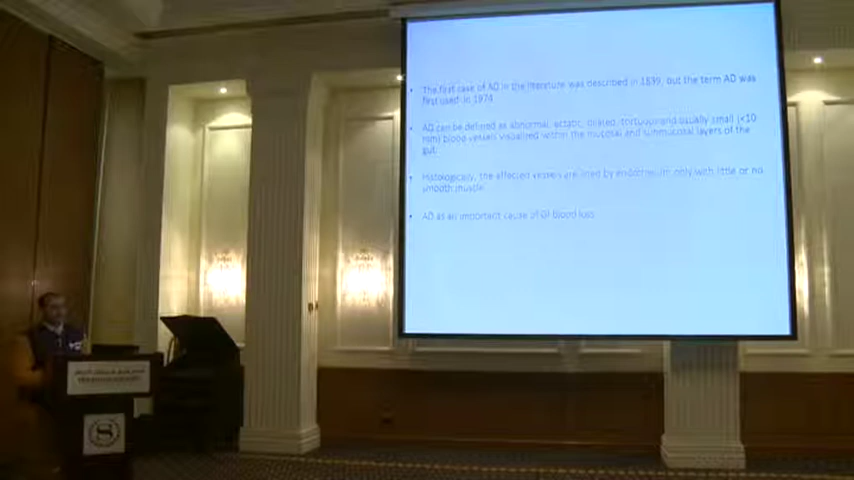 • The first case of AD in the literature was described in 1839, but the term AD was
first used in 1974
• AD can be defined as abnormal, ectatic, dilated, tortuous and usually small (<10
mm) blood vessels visualized within the mucosal and submucosal layers of the
gut.
• Histologically, the affected vessels are lined by endothelium only with little or no
smooth muscle
• AD as an important cause of GI blood loss
S